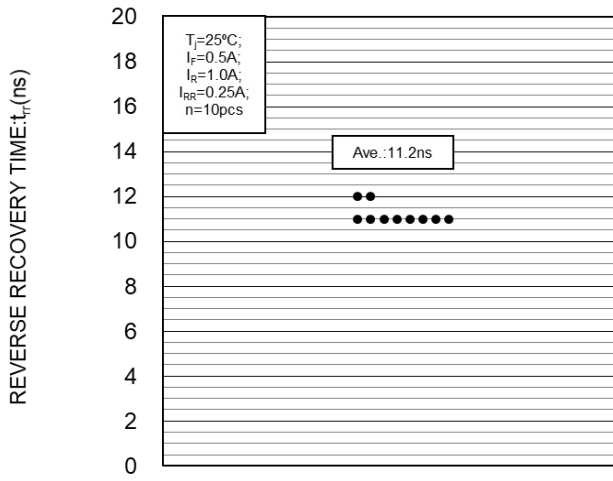 REVERSE RECOVERY TIME:trr(ns)
20
18
16
14
12
10
8
6
4
2
0
Tj=25ºC;
IF=0.5A;
IR=1.0A;
IRR=0.25A;
n=10pcs
Ave.:11.2ns